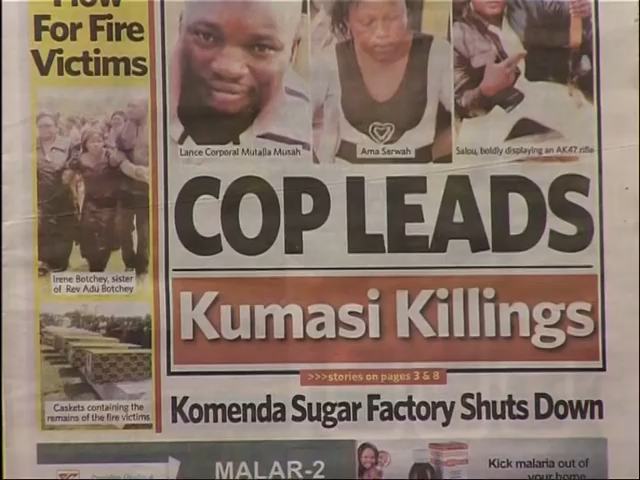 Flow
For Fire
Victims
Irene Botchey, sister
of Rev Adu Botchey
Caskets containing the
remains of the fire victims
Lance Corporal Mutalla Musah
Ama Serwah
Salou, boldly displaying an AK47 rifle
COP LEADS
Kumasi Killings
>>>stories on pages 3 & 8
Komenda Sugar Factory Shuts Down
MALAR-2
Kick malaria out of
your home